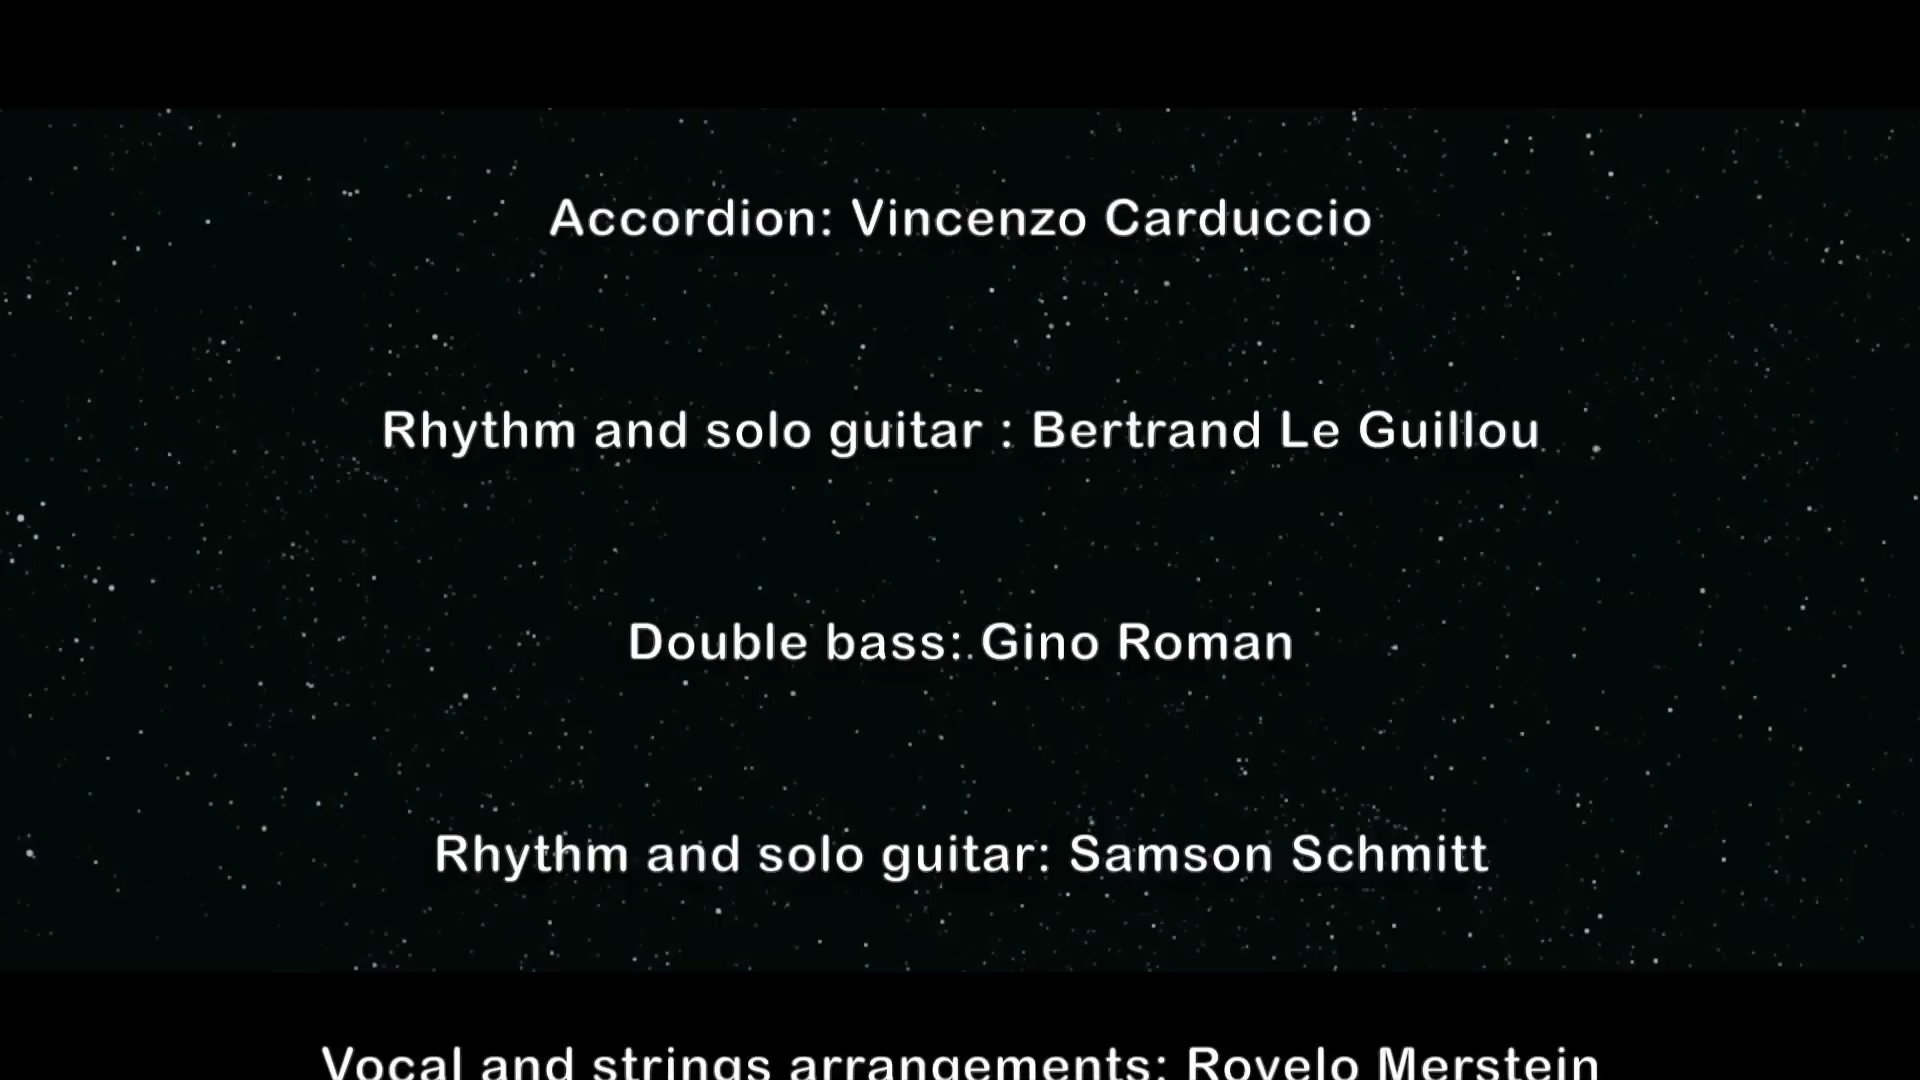 Accordion: Vincenzo Carduccio
Rhythm and solo guitar : Bertrand Le Guillou
Double bass: Gino Roman
Rhythm and solo guitar: Samson Schmitt
Vocal and strings arrangements: Rovelo Merstein